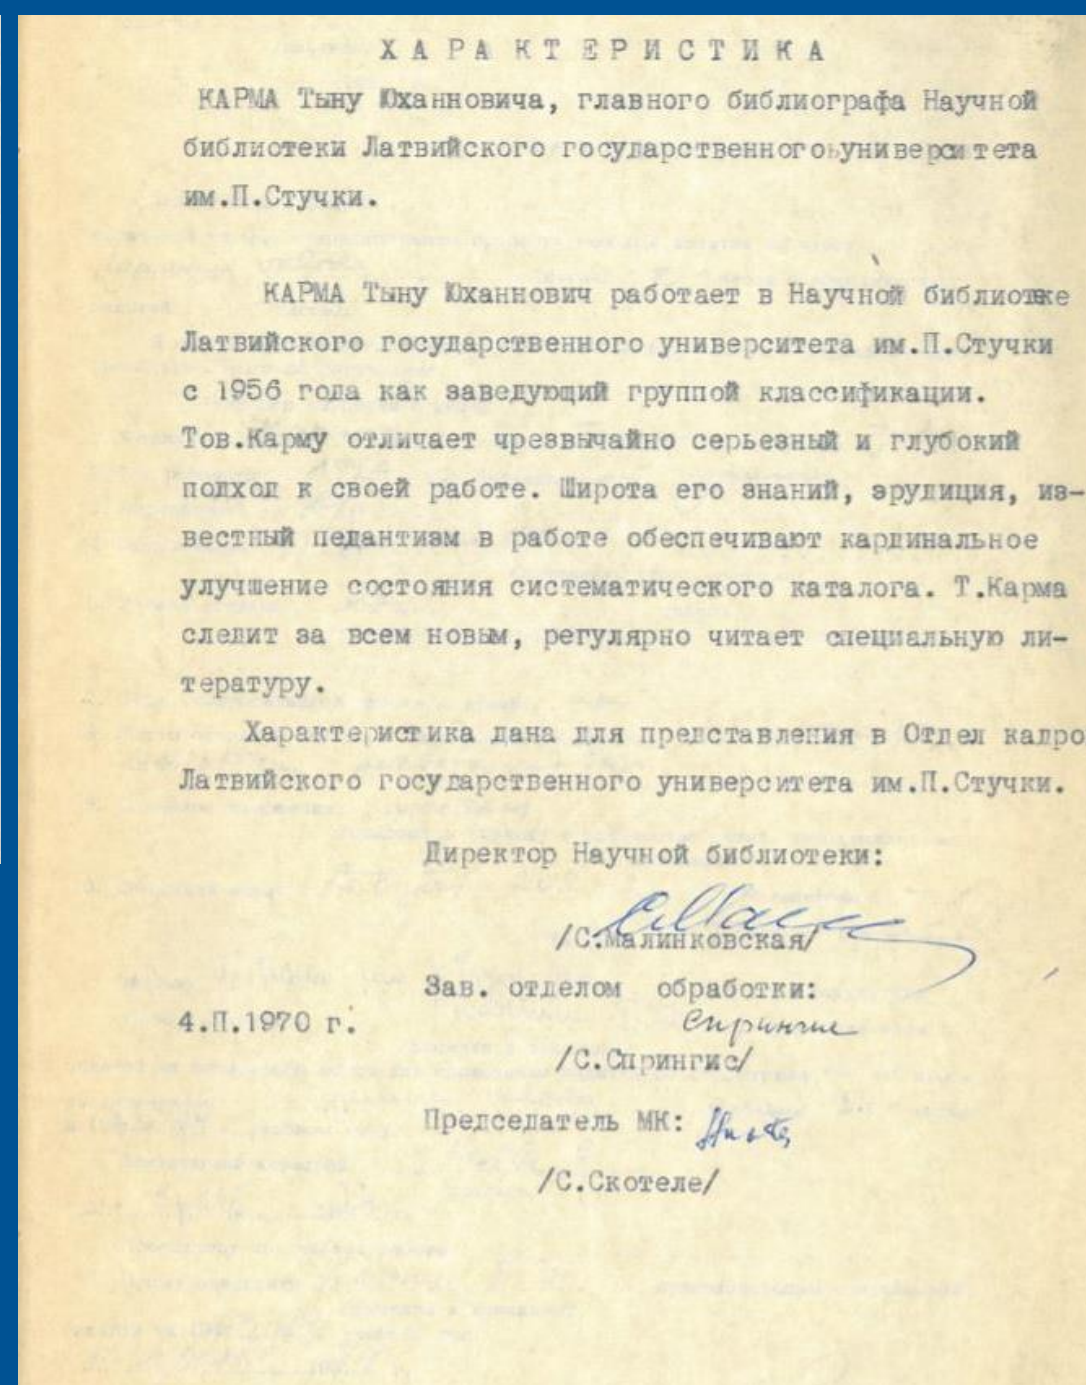 ХАРАКТЕРИСТИКА
КАРМА Тыну Юханновича, главного библиографа Научной
библиотеки Латвийского государственного университета
им.П.Стучки.
КАРМА Тыну Юханнович работает в Научной библиотеке
Латвийского государственного университета им.П.Стучки
с 1956 года как заведующий группой классификации.
Тов.Карму отличает чрезвычайно серьезный и глубокий
подход к своей работе. Широта его знаний, эрудиция, из-
вестный педантизм в работе обеспечивают кардинальное
улучшение состояния систематического каталога. Т.Карма
следит за всем новым, регулярно читает специальную ли-
тературу.
Характеристика дана для представления в Отдел кадро
Латвийского государственного университета им.П.Стучки.
Директор Научной библиотеки:
/С.Малинковская/
Зав. отделом обработки:
4.П.1970 г.
Спрингис
/С.Спрингис/
Председатель МК:
/С.Скотеле/